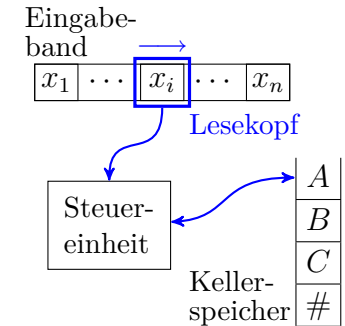 Eingabe-
band
x₁ ··· xᵢ ··· xₙ
Lesekopf
Steuer-
einheit
A
B
C
#
Keller-
speicher